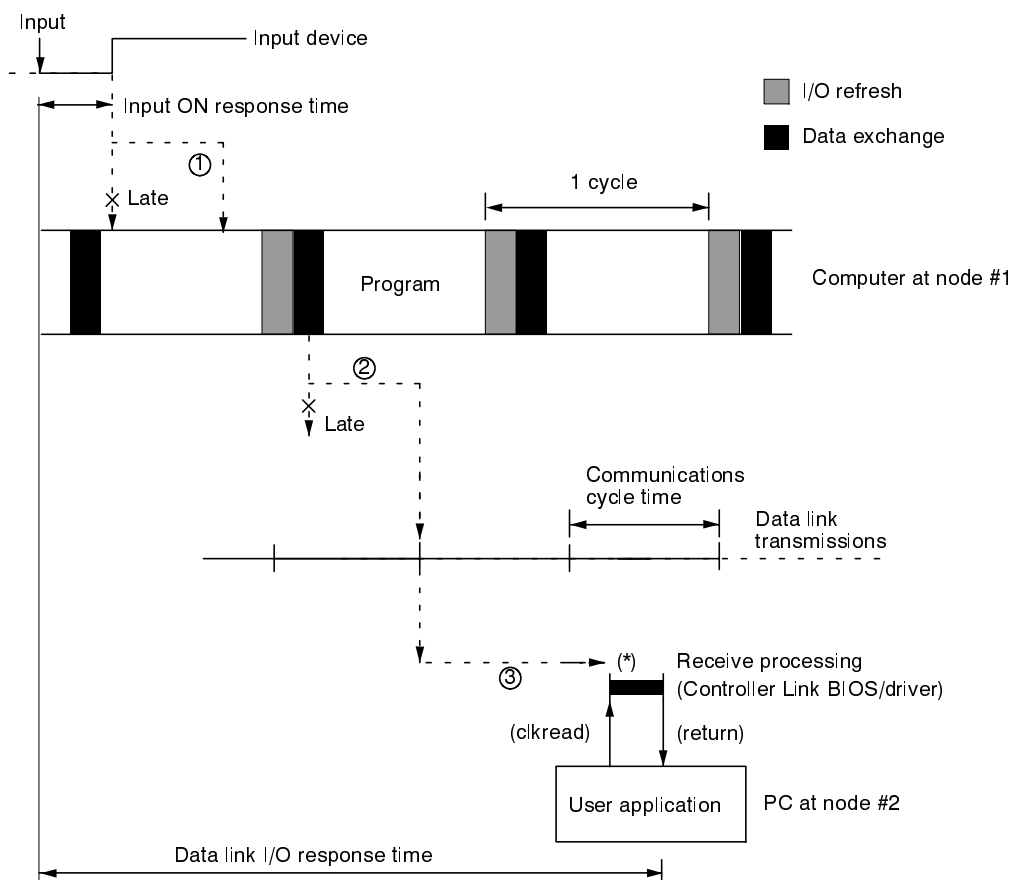 Input
Input device
Input ON response time
I/O refresh
Data exchange
1
Late
1 cycle
Program
Computer at node #1
2
Late
Communications
cycle time
Data link
transmissions
3
(*)
Receive processing
(Controller Link BIOS/driver)
(clkread)
(return)
User application
PC at node #2
Data link I/O response time